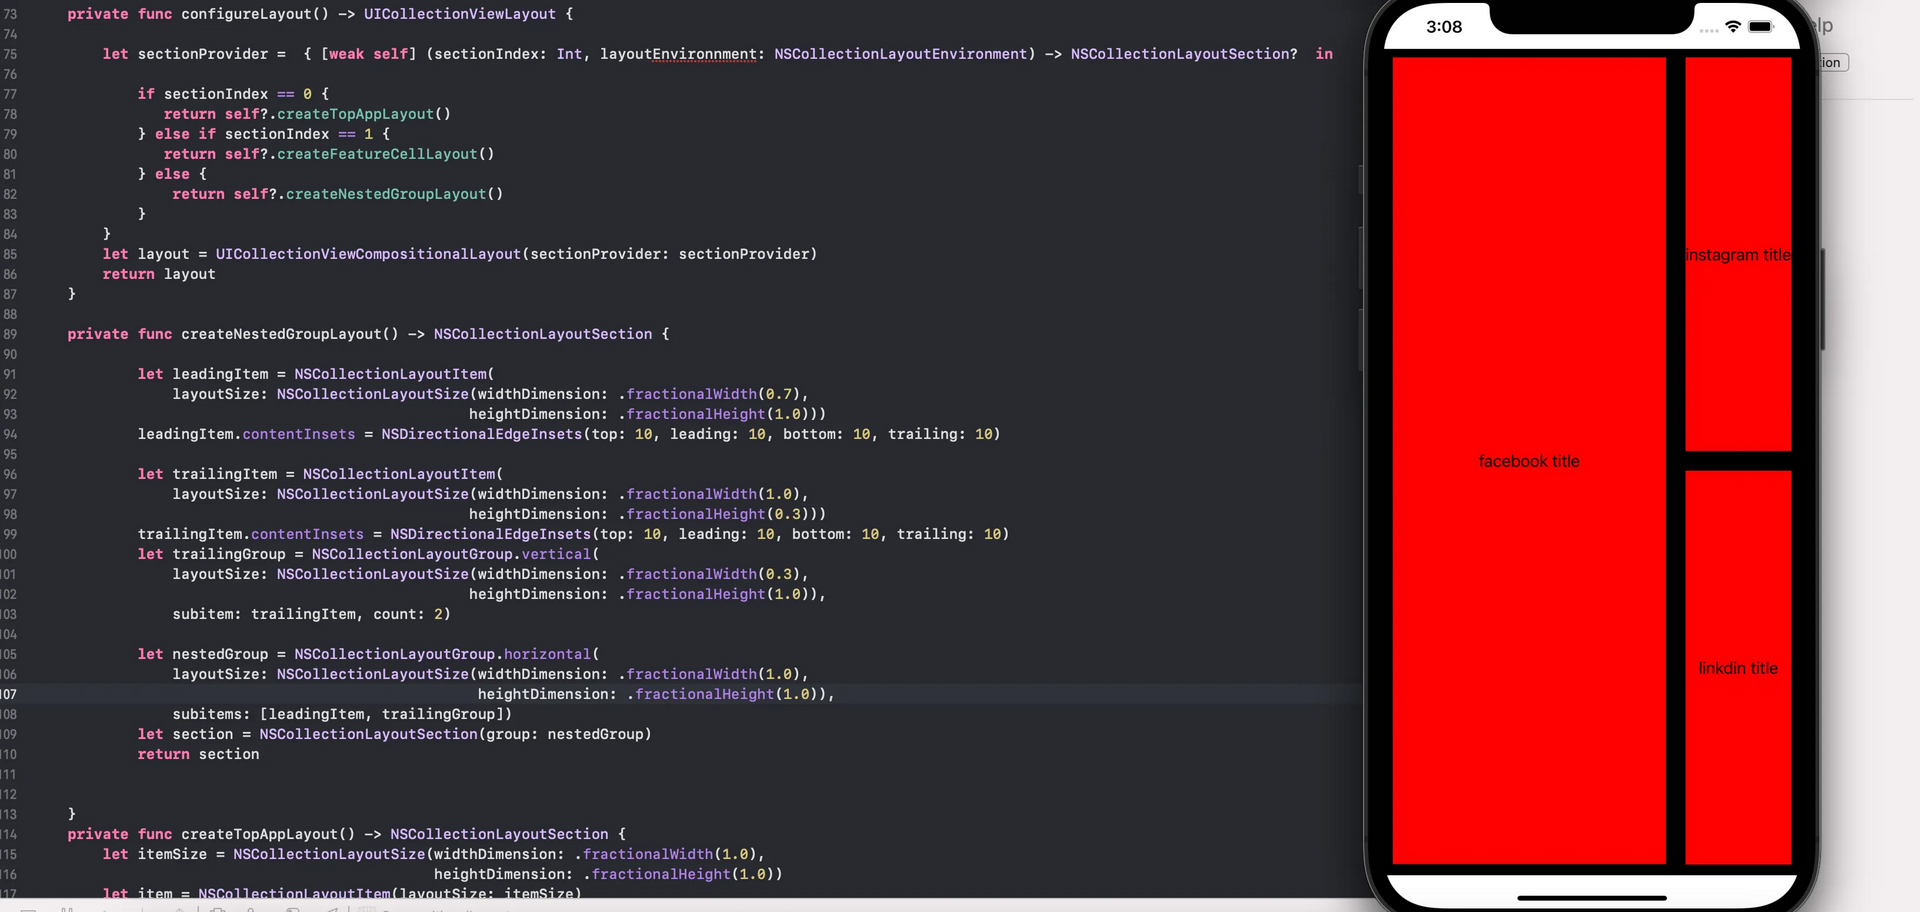 73 private func configureLayout() -> UICollectionViewLayout {
74
75 let sectionProvider =  { [weak self] (sectionIndex: Int, layoutEnvironnment: NSCollectionLayoutEnvironment) -> NSCollectionLayoutSection?  in
76
77 if sectionIndex == 0 {
78 return self?.createTopAppLayout()
79 } else if sectionIndex == 1 {
80 return self?.createFeatureCellLayout()
81 } else {
82 return self?.createNestedGroupLayout()
83 }
84 }
85 let layout = UICollectionViewCompositionalLayout(sectionProvider: sectionProvider)
86 return layout
87 }
88
89 private func createNestedGroupLayout() -> NSCollectionLayoutSection {
90
91 let leadingItem = NSCollectionLayoutItem(
92 layoutSize: NSCollectionLayoutSize(widthDimension: .fractionalWidth(0.7),
93 heightDimension: .fractionalHeight(1.0)))
94 leadingItem.contentInsets = NSDirectionalEdgeInsets(top: 10, leading: 10, bottom: 10, trailing: 10)
95
96 let trailingItem = NSCollectionLayoutItem(
97 layoutSize: NSCollectionLayoutSize(widthDimension: .fractionalWidth(1.0),
98 heightDimension: .fractionalHeight(0.3)))
99 trailingItem.contentInsets = NSDirectionalEdgeInsets(top: 10, leading: 10, bottom: 10, trailing: 10)
100 let trailingGroup = NSCollectionLayoutGroup.vertical(
101 layoutSize: NSCollectionLayoutSize(widthDimension: .fractionalWidth(0.3),
102 heightDimension: .fractionalHeight(1.0)),
103 subitem: trailingItem, count: 2)
104
105 let nestedGroup = NSCollectionLayoutGroup.horizontal(
106 layoutSize: NSCollectionLayoutSize(widthDimension: .fractionalWidth(1.0),
107 heightDimension: .fractionalHeight(1.0)),
108 subitems: [leadingItem, trailingGroup])
109 let section = NSCollectionLayoutSection(group: nestedGroup)
110 return section
111
112
113 }
114 private func createTopAppLayout() -> NSCollectionLayoutSection {
115 let itemSize = NSCollectionLayoutSize(widthDimension: .fractionalWidth(1.0),
116 heightDimension: .fractionalHeight(1.0))
117 let item = NSCollectionLayoutItem(layoutSize: itemSize)
3:08
elp
ion
instagram title
facebook title
linkdin title